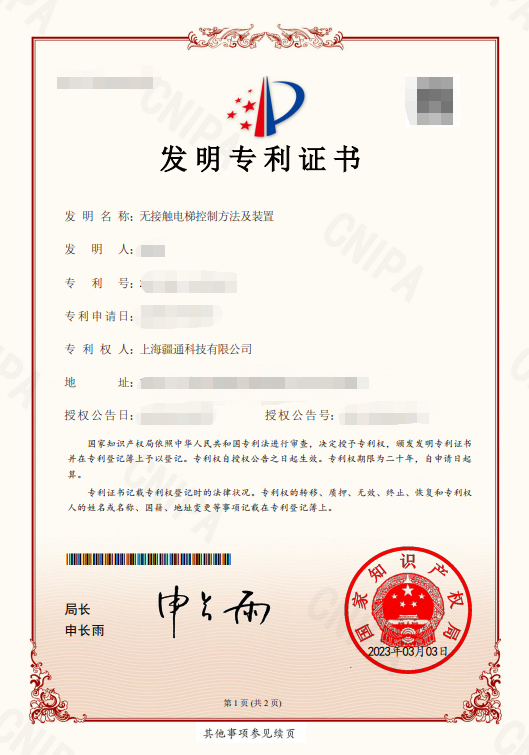 发明专利证书
发明名称：无接触电梯控制方法及装置
发明人：
专利号：
专利申请日：
专利权人：上海疆通科技有限公司
地址：
授权公告日： 授权公告号：
国家知识产权局依照中华人民共和国专利法进行审查，决定授予专利权，颁发发明专利证书
并在专利登记簿上予以登记。专利权自授权公告之日起生效。专利权期限为二十年，自申请日起
算。
专利证书记载专利权登记时的法律状况。专利权的转移、质押、无效、终止、恢复和专利权
人的姓名或名称、国籍、地址变更等事项记载在专利登记簿上。
局长
申长雨
申长雨
国家知识产权局
2023年03月03日
第 1 页 (共 2 页)
其他事项参见续页
CNIPA
CNIPA
CNIPA
CNIPA